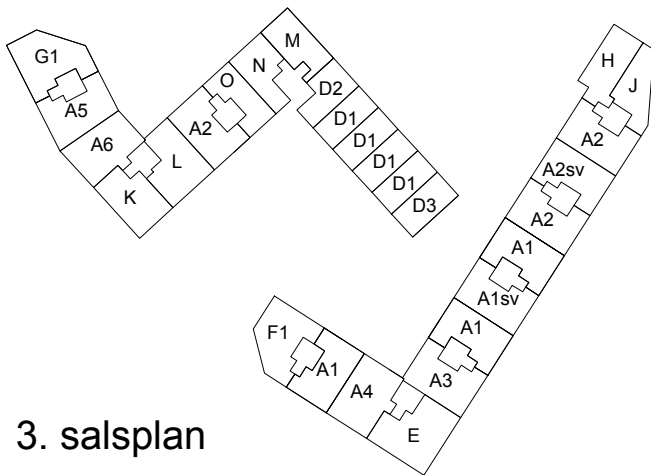 G1
A5
A6
K
L
A2
O
N
M
D2
D1
D1
D1
D1
D3
H
J
A2
A2sv
A2
A1
A1sv
A1
A3
F1
A1
A4
E
3. salsplan